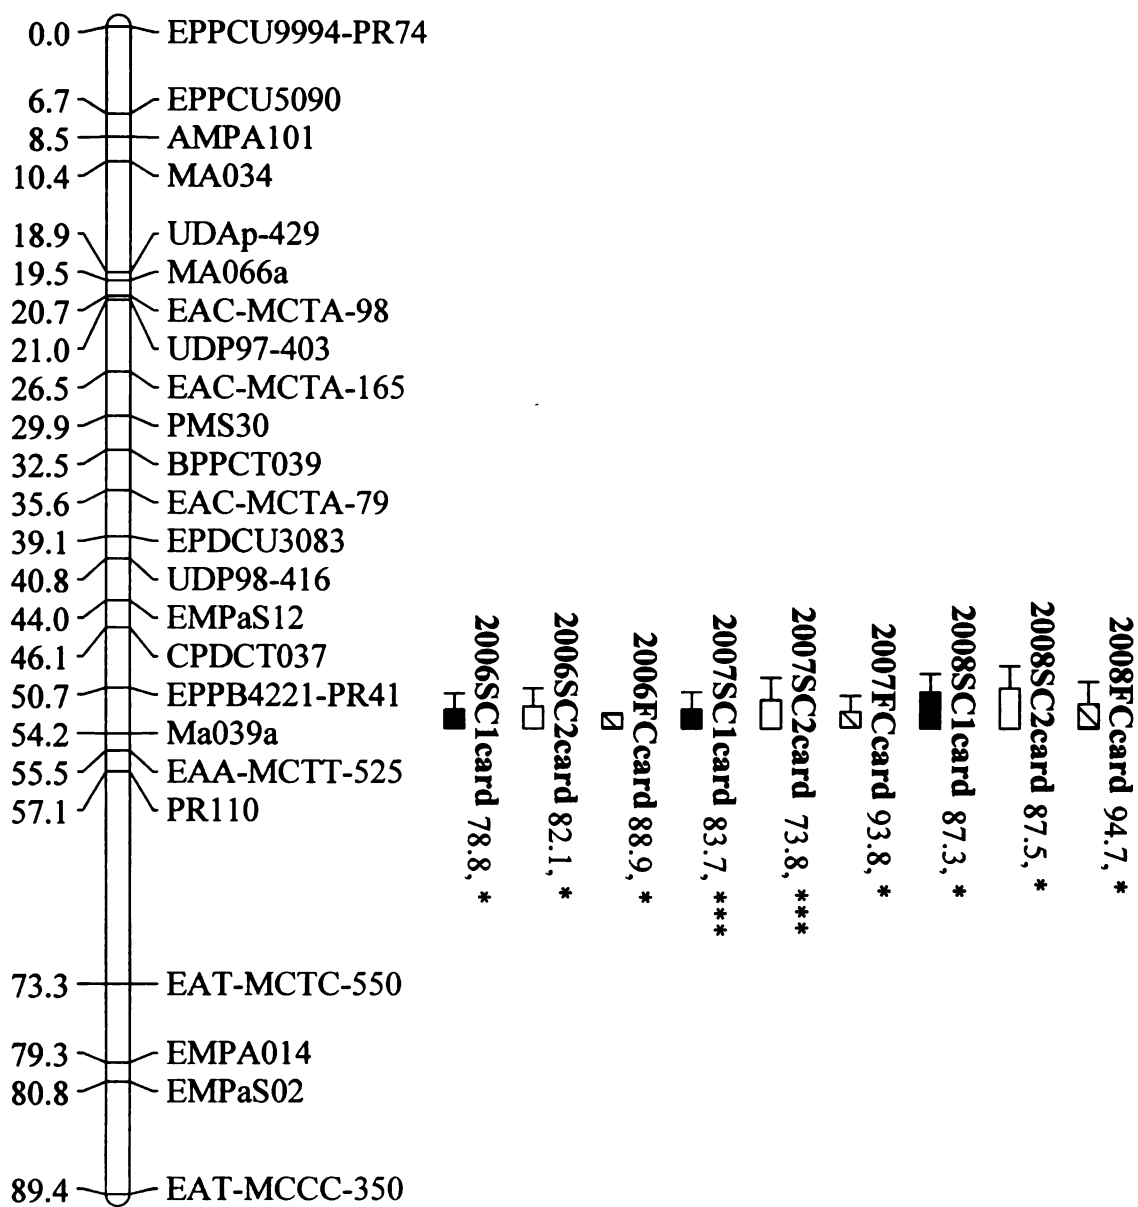 0.0 EPPCU9994-PR74
6.7 EPPCU5090
8.5 AMPA101
10.4 MA034
18.9 UDAp-429
19.5 MA066a
20.7 EAC-MCTA-98
21.0 UDP97-403
26.5 EAC-MCTA-165
29.9 PMS30
32.5 BPPCT039
35.6 EAC-MCTA-79
39.1 EPDCU3083
40.8 UDP98-416
44.0 EMPaS12
46.1 CPDCT037
50.7 EPPB4221-PR41
54.2 Ma039a
55.5 EAA-MCTT-525
57.1 PR110
73.3 EAT-MCTC-550
79.3 EMPA014
80.8 EMPaS02
89.4 EAT-MCCC-350
2006SC1card 78.8, *
2006SC2card 82.1, *
2006FCcard 88.9, *
2007SC1card 83.7, ***
2007SC2card 73.8, ***
2007FCcard 93.8, *
2008SC1card 87.3, *
2008SC2card 87.5, *
2008FCcard 94.7, *